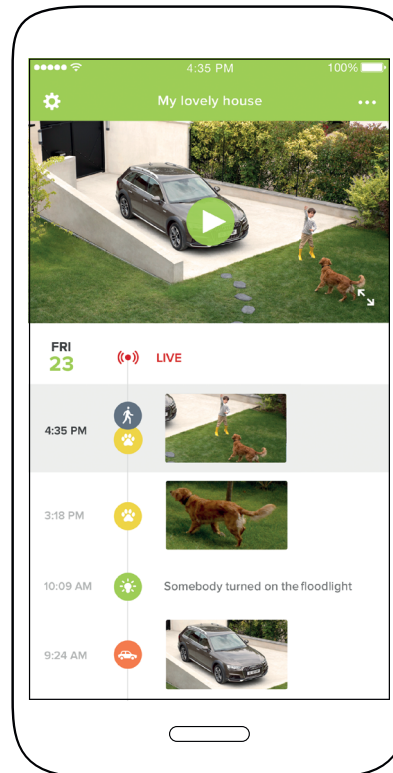 4:35 PM
100%
My lovely house
FRI
23
LIVE
4:35 PM
3:18 PM
10:09 AM
Somebody turned on the floodlight
9:24 AM